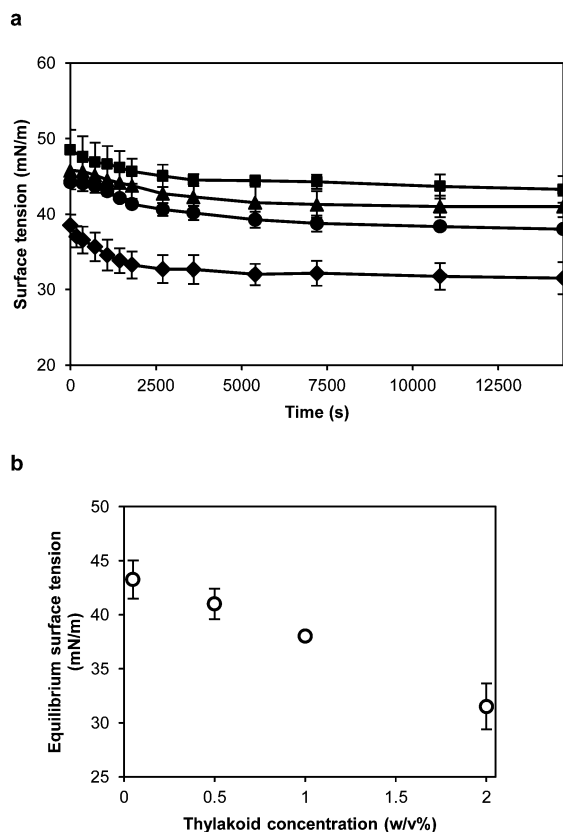 a
60
50
40
30
20
Surface tension (mN/m)
0 2500 5000 7500 10000 12500
Time (s)
b
50
45
40
35
30
25
Equilibrium surface tension
(mN/m)
0 0.5 1 1.5 2
Thylakoid concentration (w/v%)